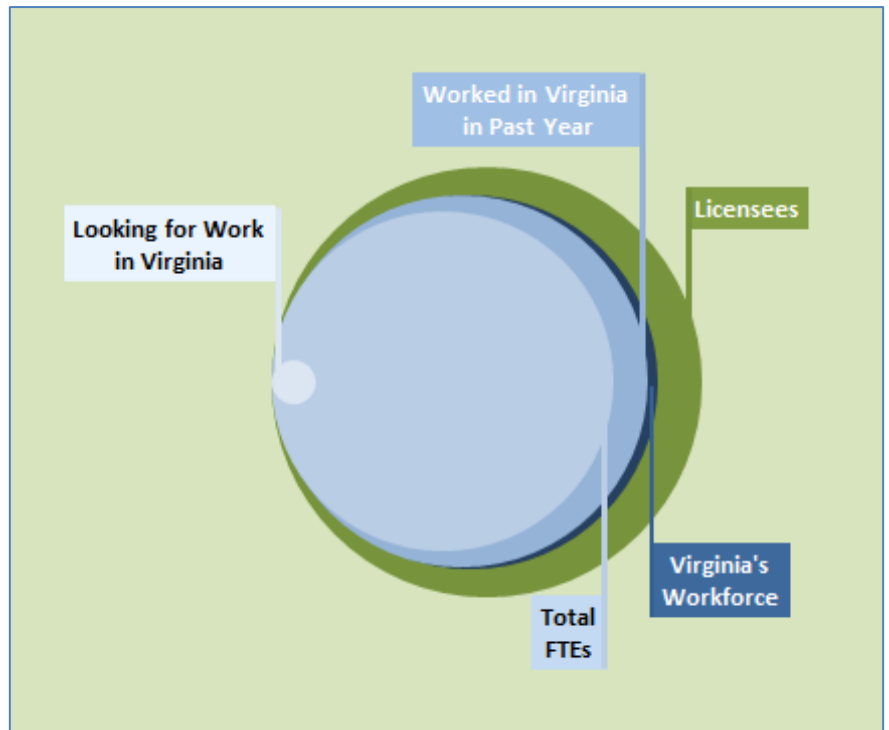 Worked in Virginia
in Past Year
Licensees
Looking for Work
in Virginia
Virginia's
Workforce
Total
FTEs